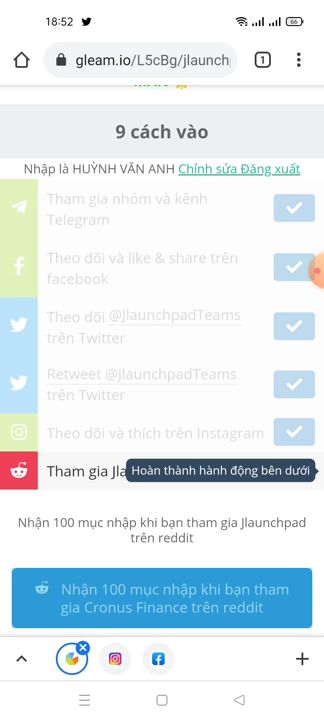 18:52
66
gleam.io/L5cBg/jlaunch
1
9 cách vào
Nhập là HUỲNH VĂN ANH Chỉnh sửa Đăng xuất
Tham gia nhóm và kênh
Telegram
Theo dõi và like & share trên
facebook
Theo dõi @JlaunchpadTeams
trên Twitter
Retweet @JlaunchpadTeams
trên Twitter
Theo dõi và thích trên Instagram
Tham gia Jla
Hoàn thành hành động bên dưới
Nhận 100 mục nhập khi bạn tham gia Jlaunchpad
trên reddit
Nhận 100 mục nhập khi bạn tham
gia Cronus Finance trên reddit